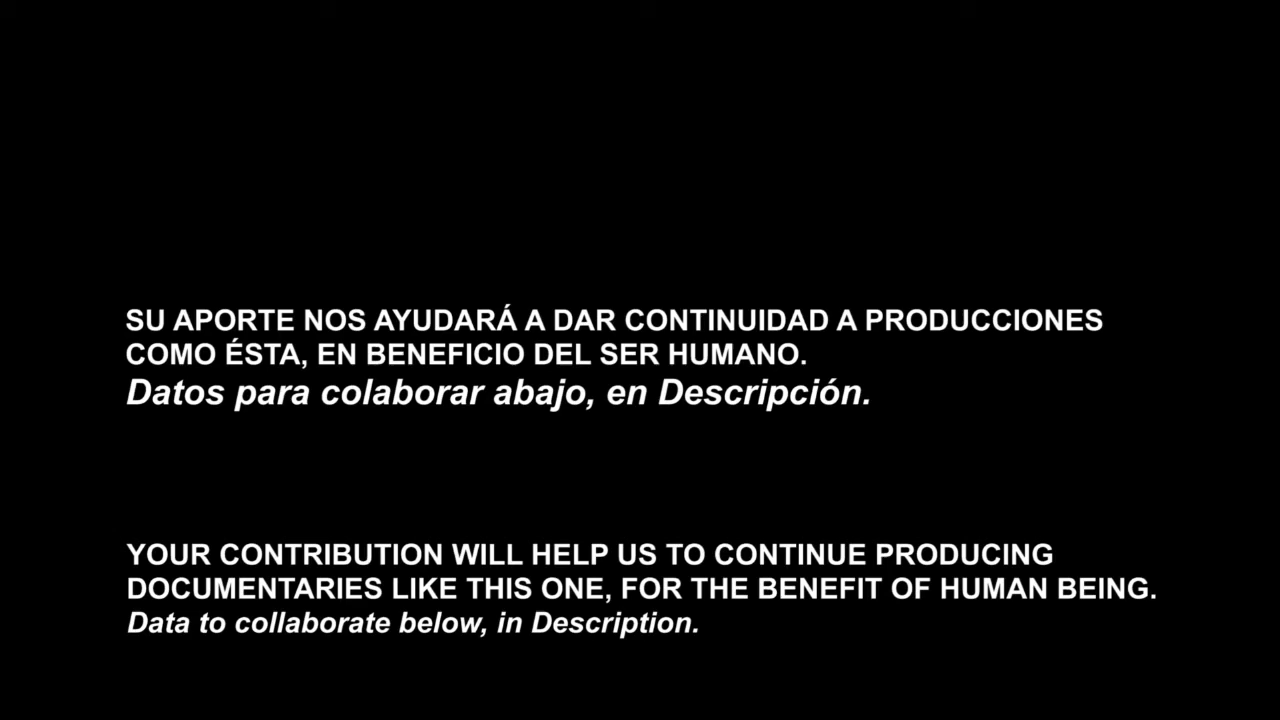 SU APORTE NOS AYUDARÁ A DAR CONTINUIDAD A PRODUCCIONES
COMO ÉSTA, EN BENEFICIO DEL SER HUMANO.
Datos para colaborar abajo, en Descripción.
YOUR CONTRIBUTION WILL HELP US TO CONTINUE PRODUCING
DOCUMENTARIES LIKE THIS ONE, FOR THE BENEFIT OF HUMAN BEING.
Data to collaborate below, in Description.